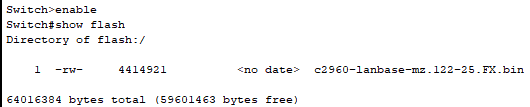 Switch>enable
Switch#show flash
Directory of flash:/
1 -rw- 4414921 <no date> c2960-lanbase-mz.122-25.FX.bin
64016384 bytes total (59601463 bytes free)